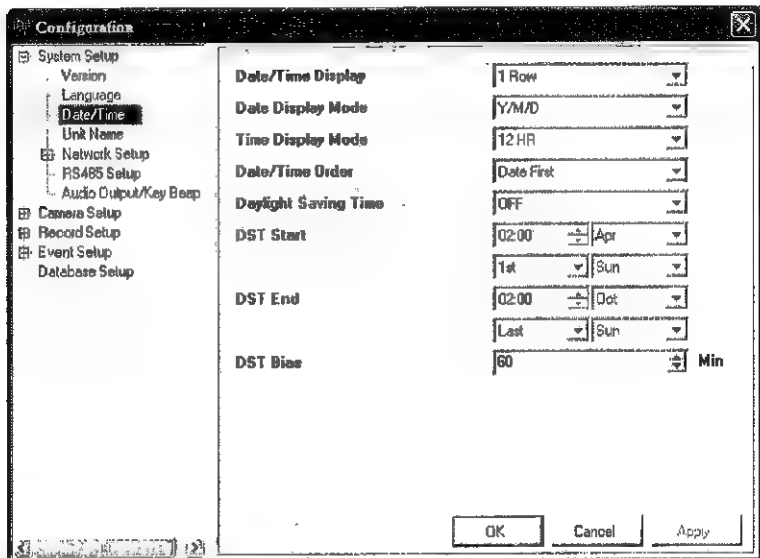 Configuration
System Setup
Version
Language
Date/Time
Unit Name
Network Setup
RS485 Setup
Audio Output/Key Beep
Camera Setup
Record Setup
Event Setup
Database Setup
Date/Time Display 1 Row
Date Display Mode Y/M/D
Time Display Mode 12 HR
Date/Time Order Date First
Daylight Saving Time OFF
DST Start 02:00 Apr
1st Sun
DST End 02:00 Oct
Last Sun
DST Bias 60 Min
OK Cancel Apply